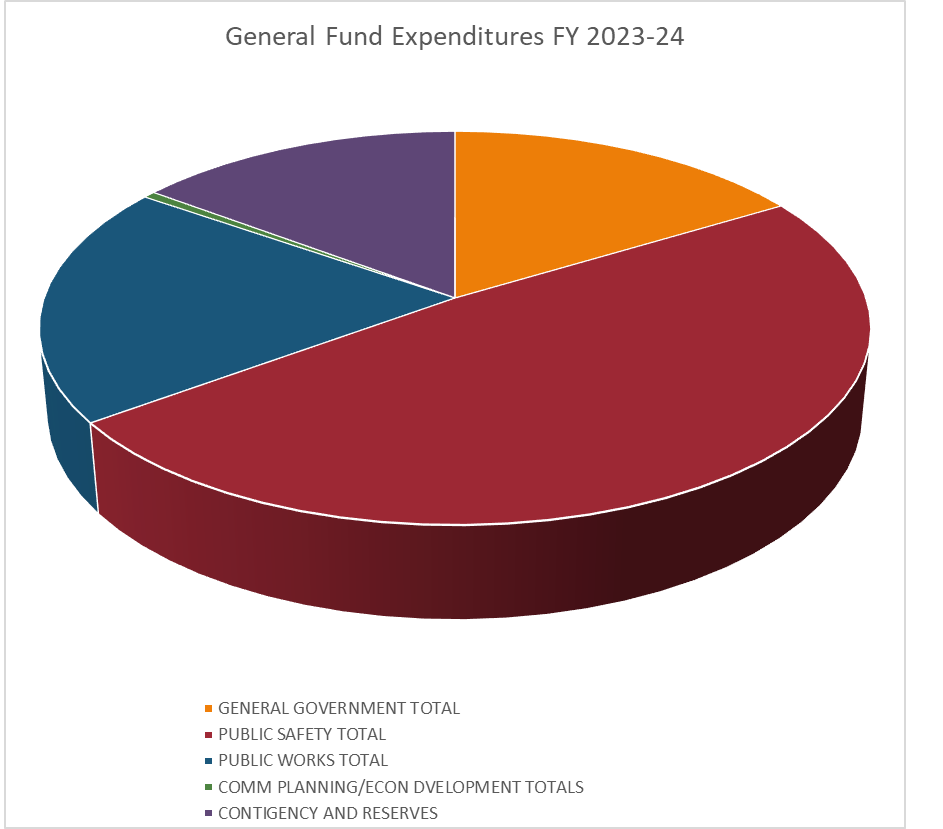 General Fund Expenditures FY 2023-24
GENERAL GOVERNMENT TOTAL
PUBLIC SAFETY TOTAL
PUBLIC WORKS TOTAL
COMM PLANNING/ECON DVELOPMENT TOTALS
CONTIGENCY AND RESERVES